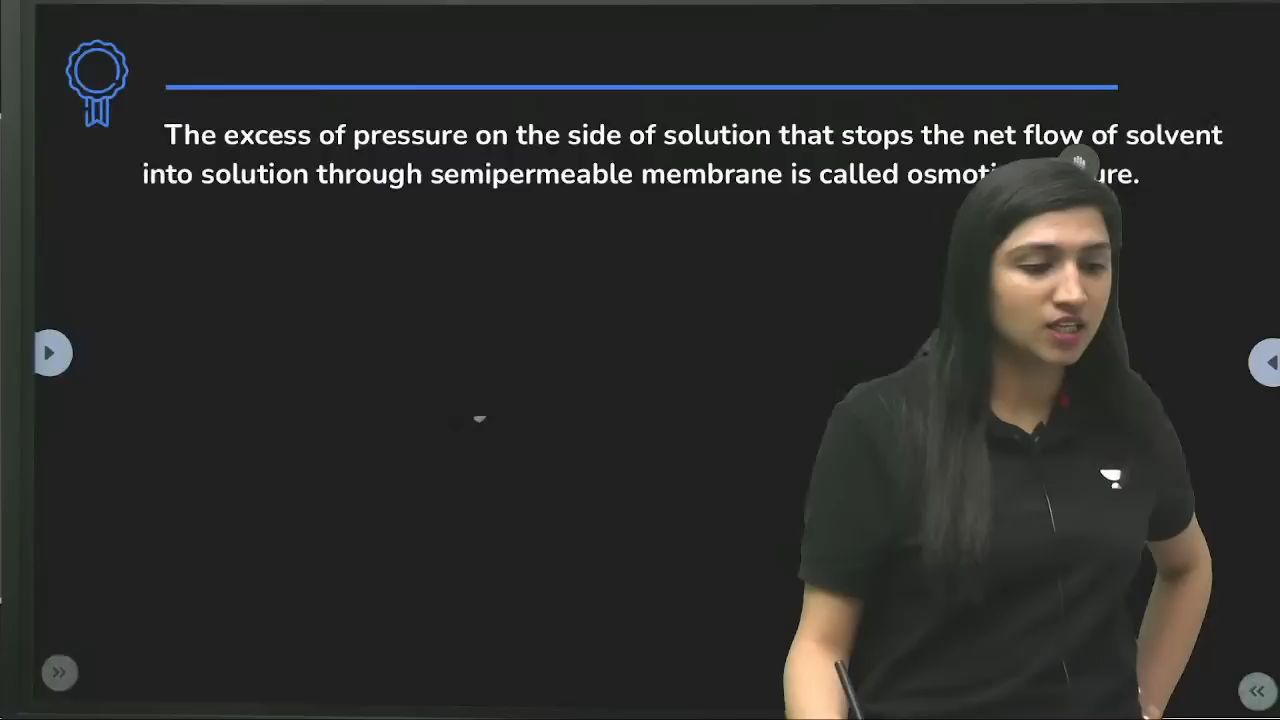 The excess of pressure on the side of solution that stops the net flow of solvent
into solution through semipermeable membrane is called